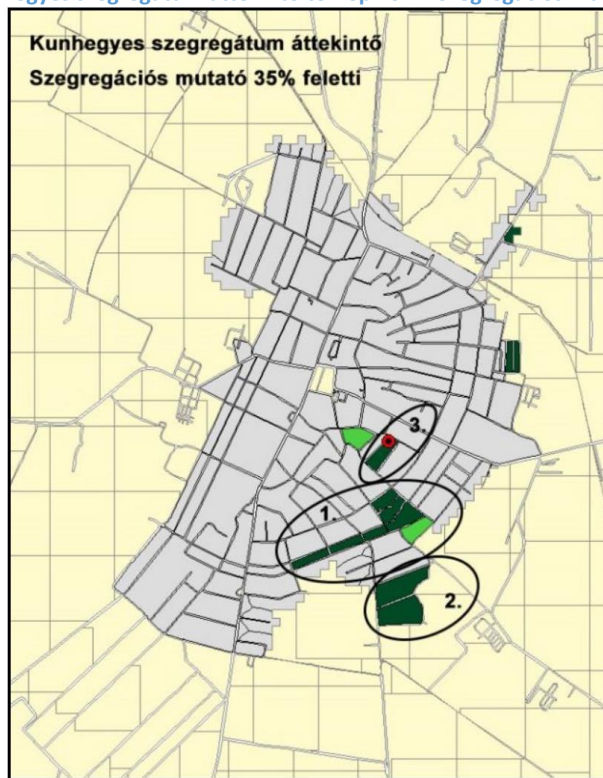 Kunhegyes szegregátum áttekintő
Szegregációs mutató 35% feletti
3.
1.
2.